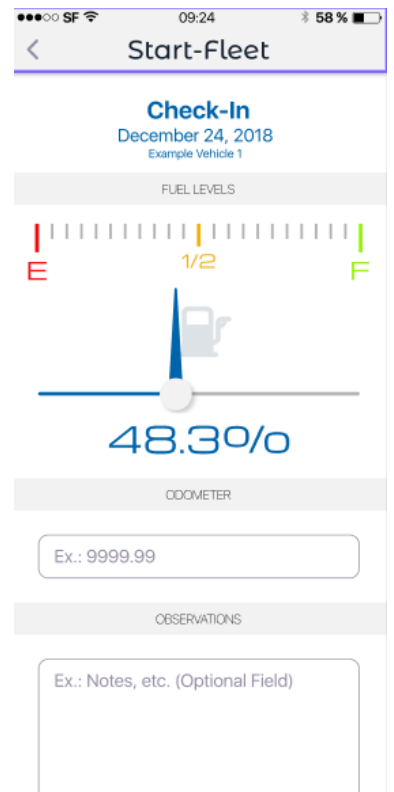 SF 09:24 58 %
Start-Fleet
Check-In
December 24, 2018
Example Vehicle 1
FUEL LEVELS
E 1/2 F
48.3%
ODOMETER
Ex.: 9999.99
OBSERVATIONS
Ex.: Notes, etc. (Optional Field)